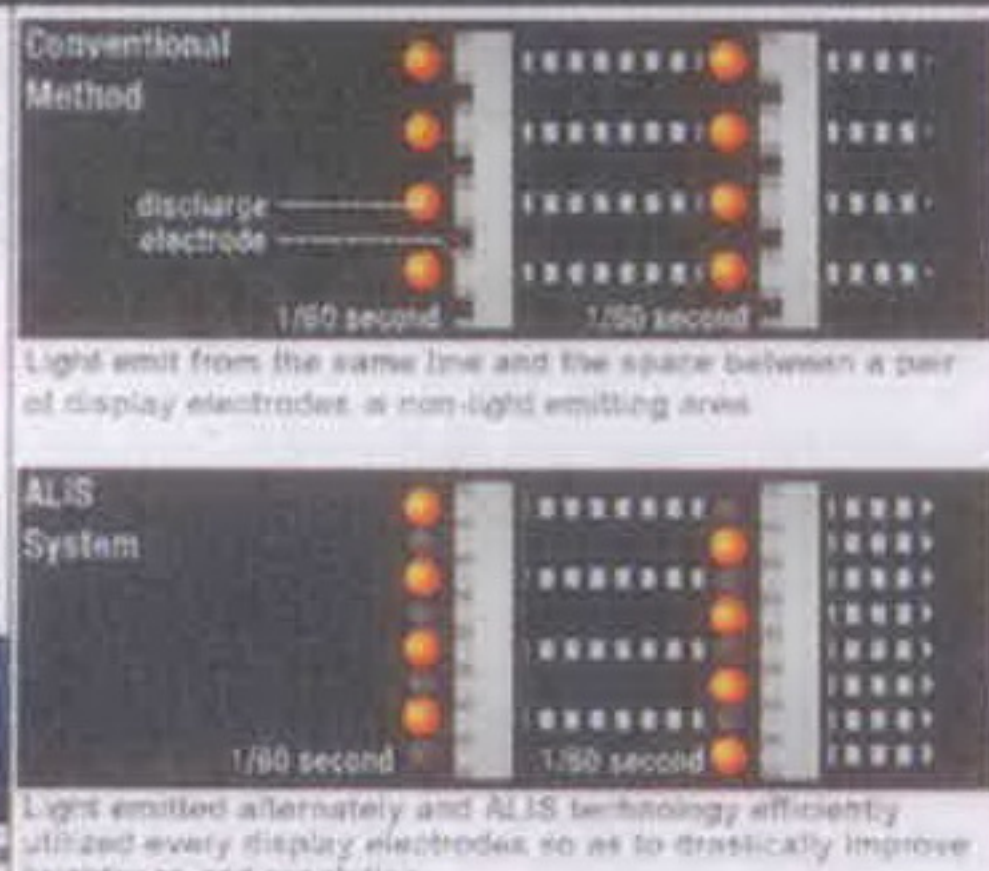 Conventional
Method
discharge
electrode
1/60 second
1/60 second
Light emit from the same line and the space between a pair
of display electrodes is non-light emitting area
ALIS
System
1/60 second
1/60 second
Light emitted alternately and ALIS technology efficiently
utilized every display electrodes so as to drastically improve